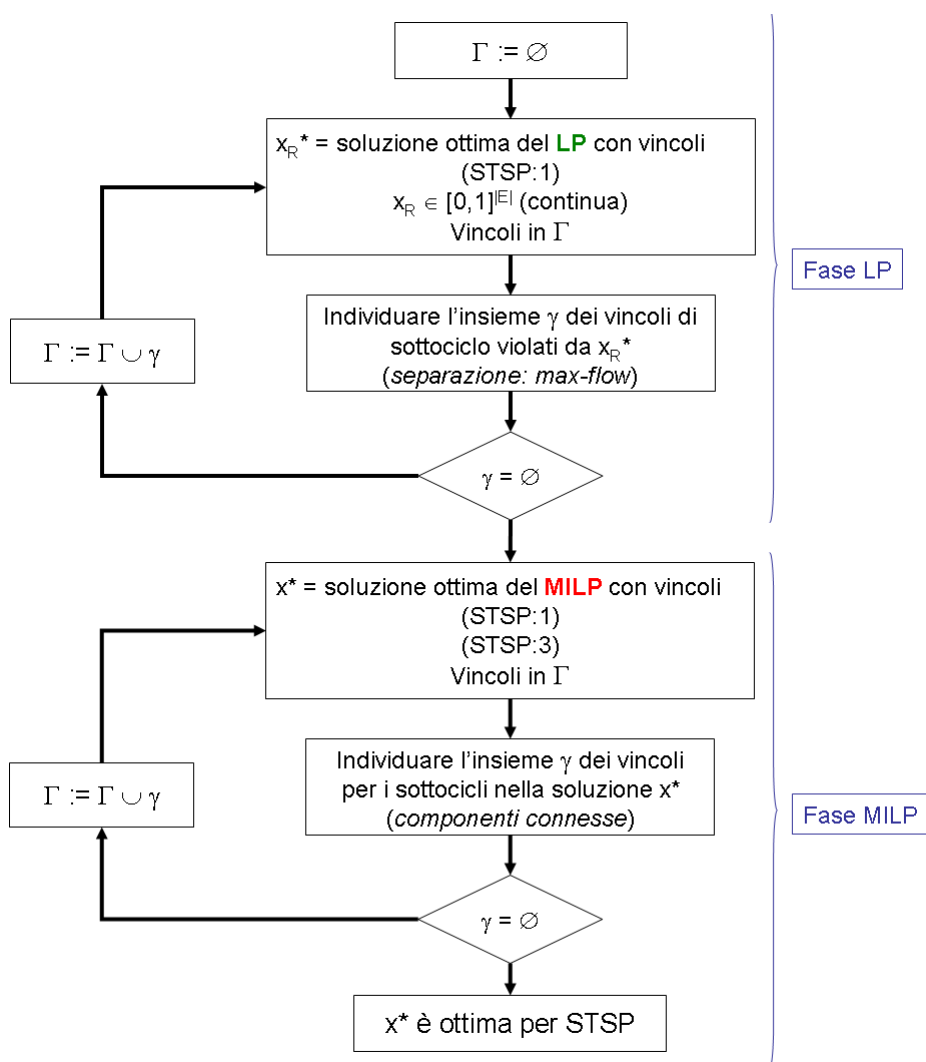 Γ := ∅
x_R* = soluzione ottima del LP con vincoli
(STSP:1)
x_R ∈ [0,1]^|E| (continua)
Vincoli in Γ
Fase LP
Individuare l'insieme γ dei vincoli di
sottociclo violati da x_R*
(separazione: max-flow)
Γ := Γ ∪ γ
γ = ∅
x* = soluzione ottima del MILP con vincoli
(STSP:1)
(STSP:3)
Vincoli in Γ
Individuare l'insieme γ dei vincoli
per i sottocicli nella soluzione x*
(componenti connesse)
Γ := Γ ∪ γ
Fase MILP
γ = ∅
x* è ottima per STSP